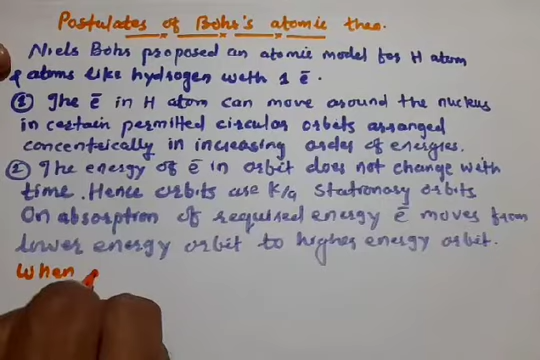 Postulates of Bohr's atomic theo.
Niels Bohr proposed an atomic model for H atom
& atoms like hydrogen with 1 ē.
① The ē in H atom can move around the nucleus
in certain permitted circular orbits arranged
concentrically in increasing order of energies.
② The energy of ē in orbit does not change with
time. Hence orbits are k/a stationary orbits
On absorption of required energy ē moves from
lower energy orbit to higher energy orbit.
When